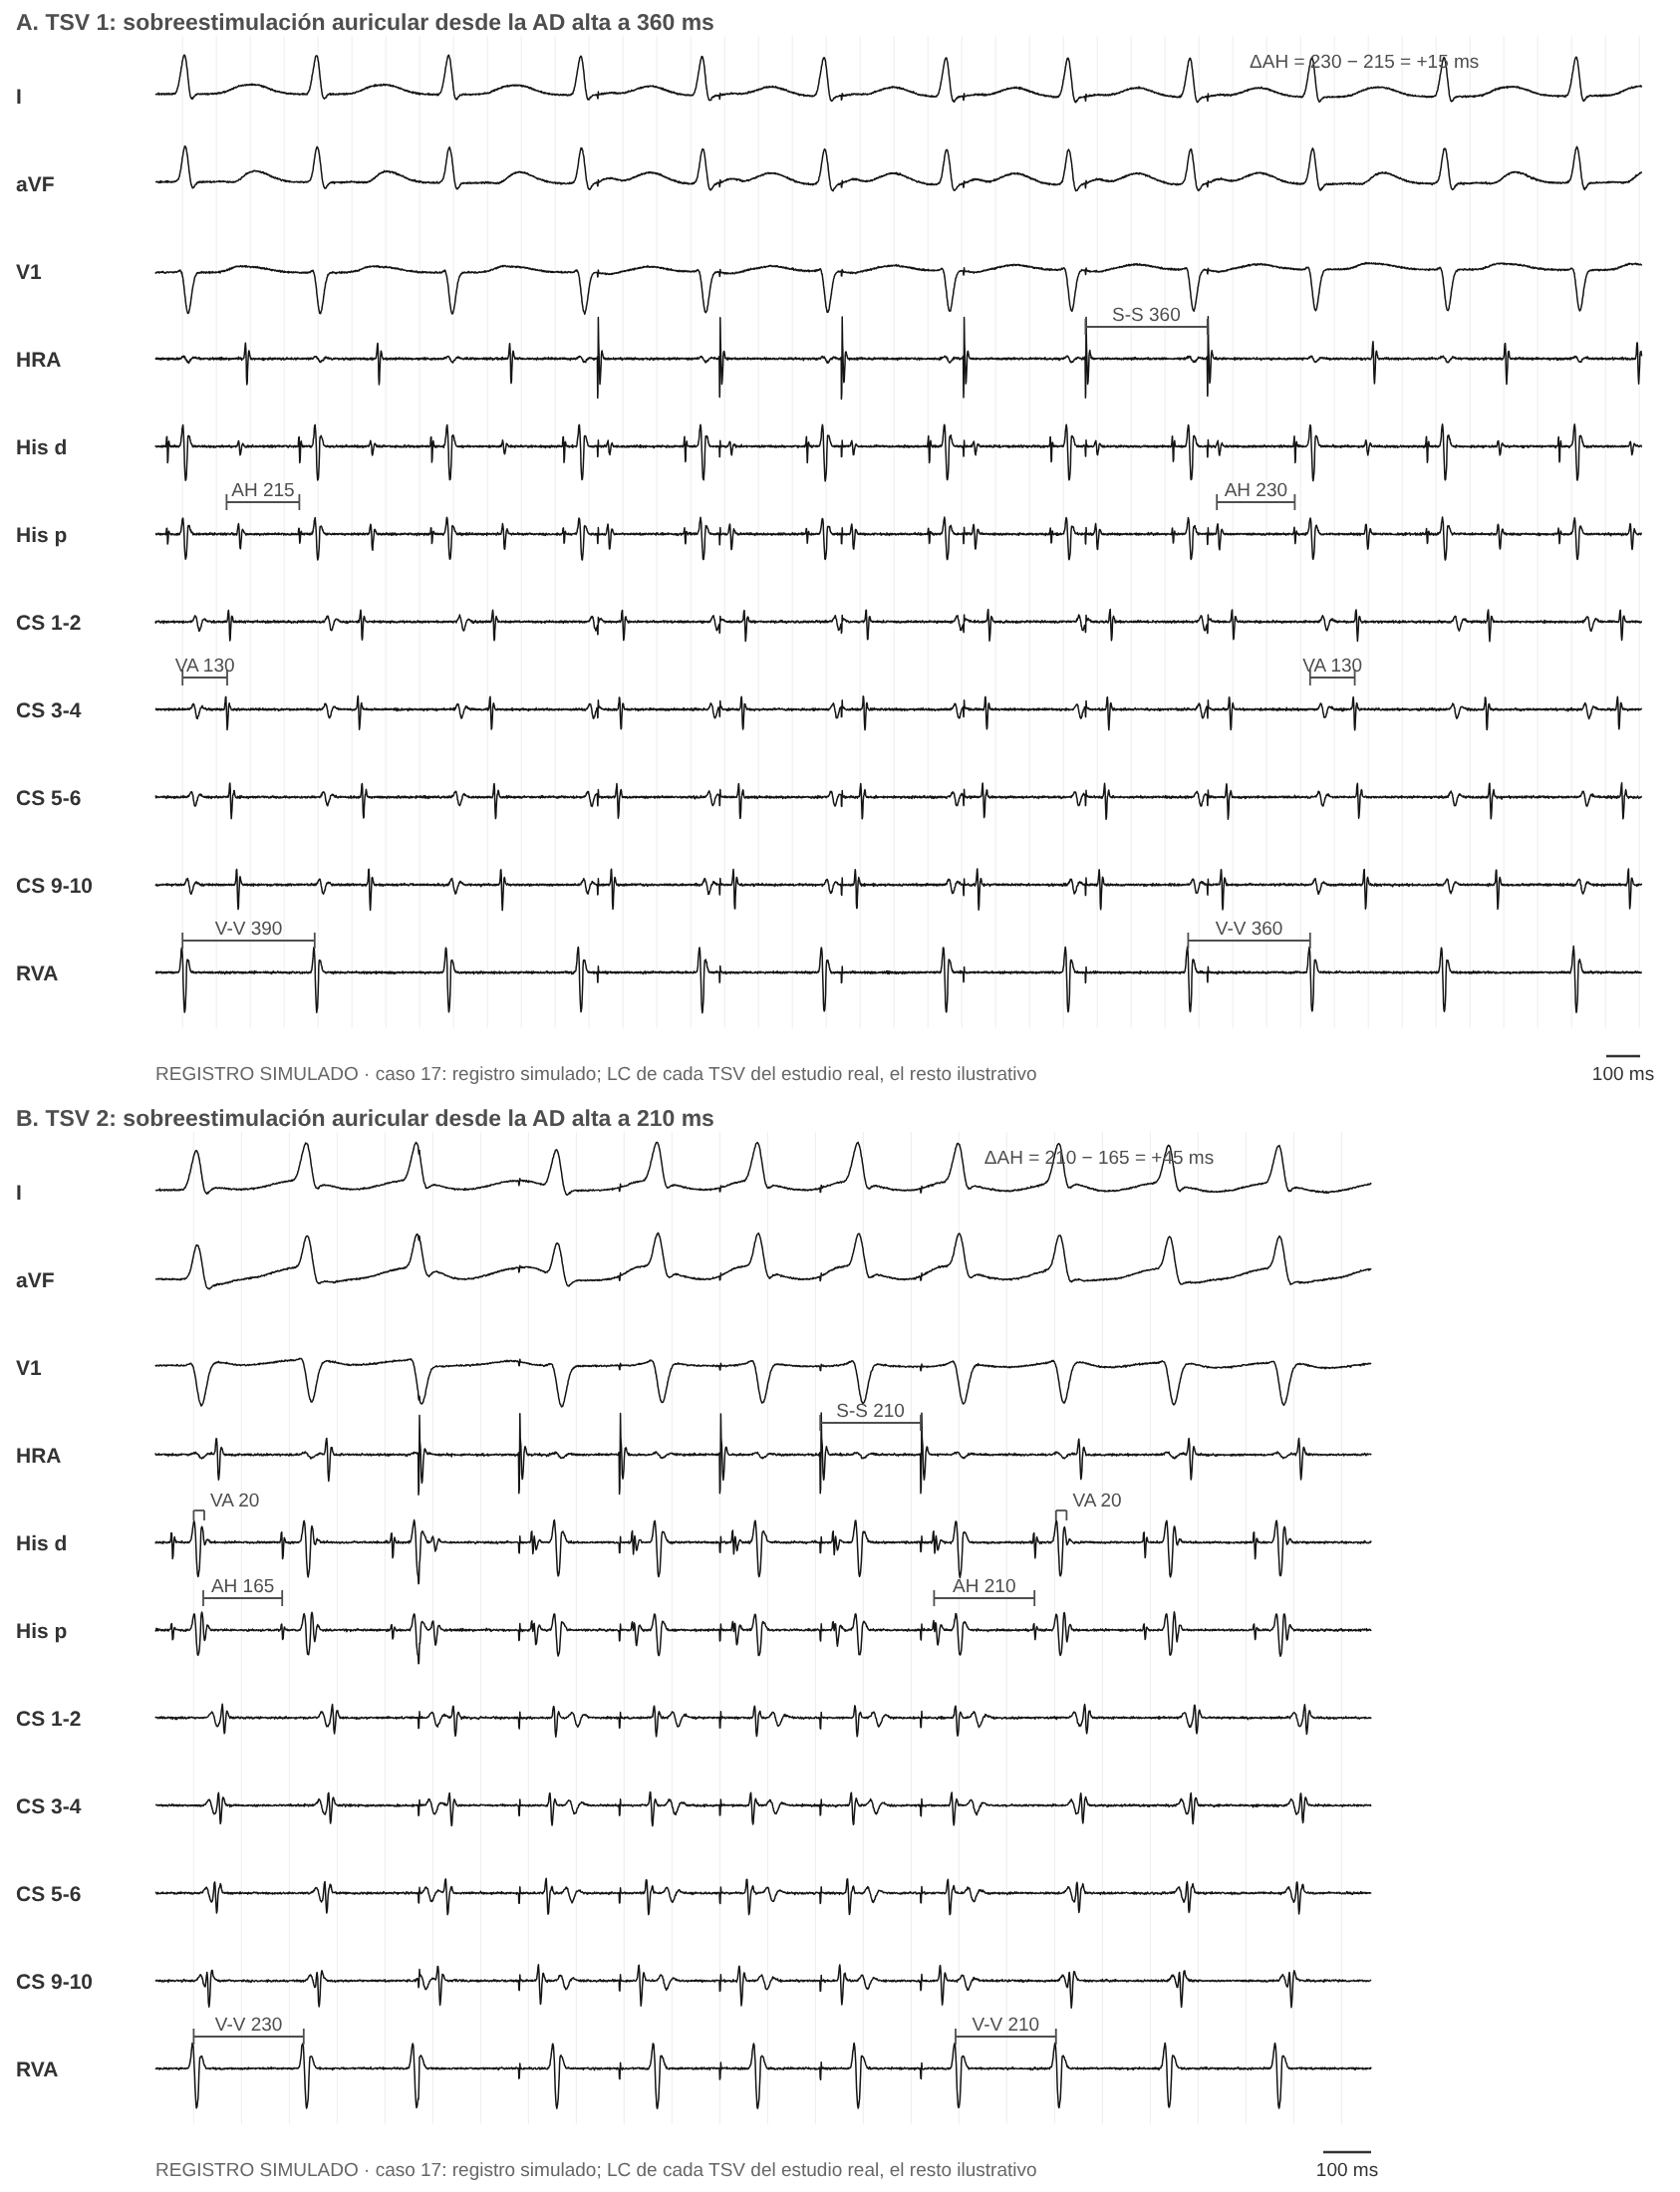 A. TSV 1: sobreestimulación auricular desde la AD alta a 360 ms
ΔAH = 230 − 215 = +15 ms
I
aVF
V1
S-S 360
HRA
His d
AH 215
AH 230
His p
CS 1-2
VA 130
VA 130
CS 3-4
CS 5-6
CS 9-10
V-V 390
V-V 360
RVA
REGISTRO SIMULADO · caso 17: registro simulado; LC de cada TSV del estudio real, el resto ilustrativo
100 ms
B. TSV 2: sobreestimulación auricular desde la AD alta a 210 ms
ΔAH = 210 − 165 = +45 ms
I
aVF
V1
S-S 210
HRA
VA 20
VA 20
His d
AH 165
AH 210
His p
CS 1-2
CS 3-4
CS 5-6
CS 9-10
V-V 230
V-V 210
RVA
REGISTRO SIMULADO · caso 17: registro simulado; LC de cada TSV del estudio real, el resto ilustrativo
100 ms